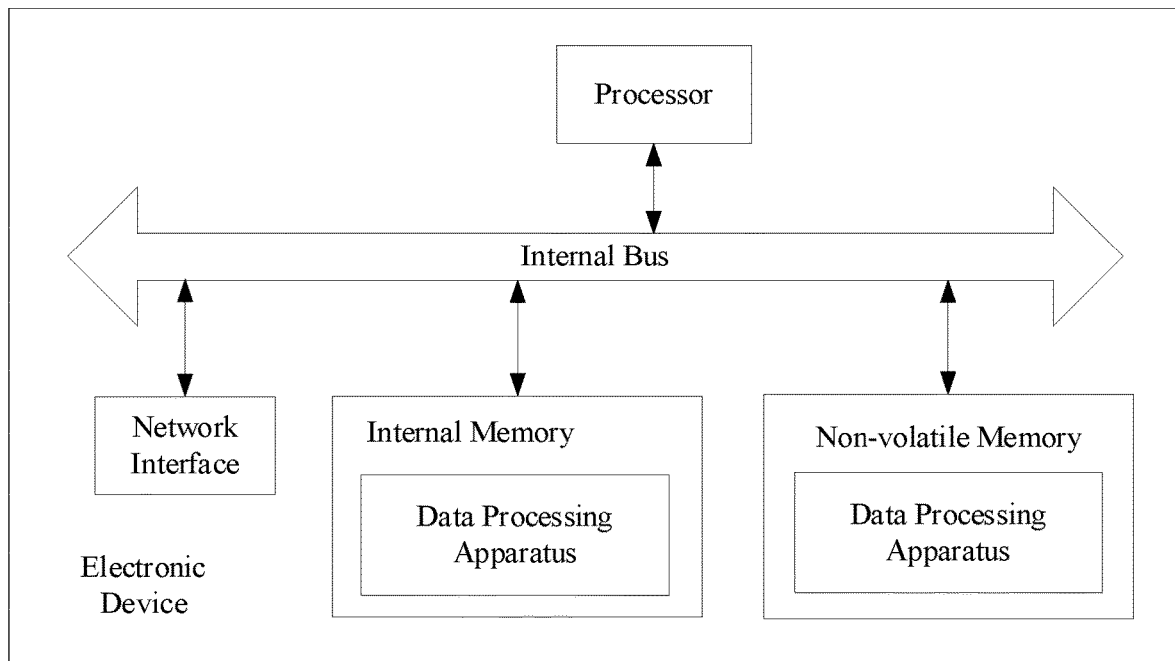 Processor
Internal Bus
Network
Interface
Internal Memory
Data Processing
Apparatus
Non-volatile Memory
Data Processing
Apparatus
Electronic
Device